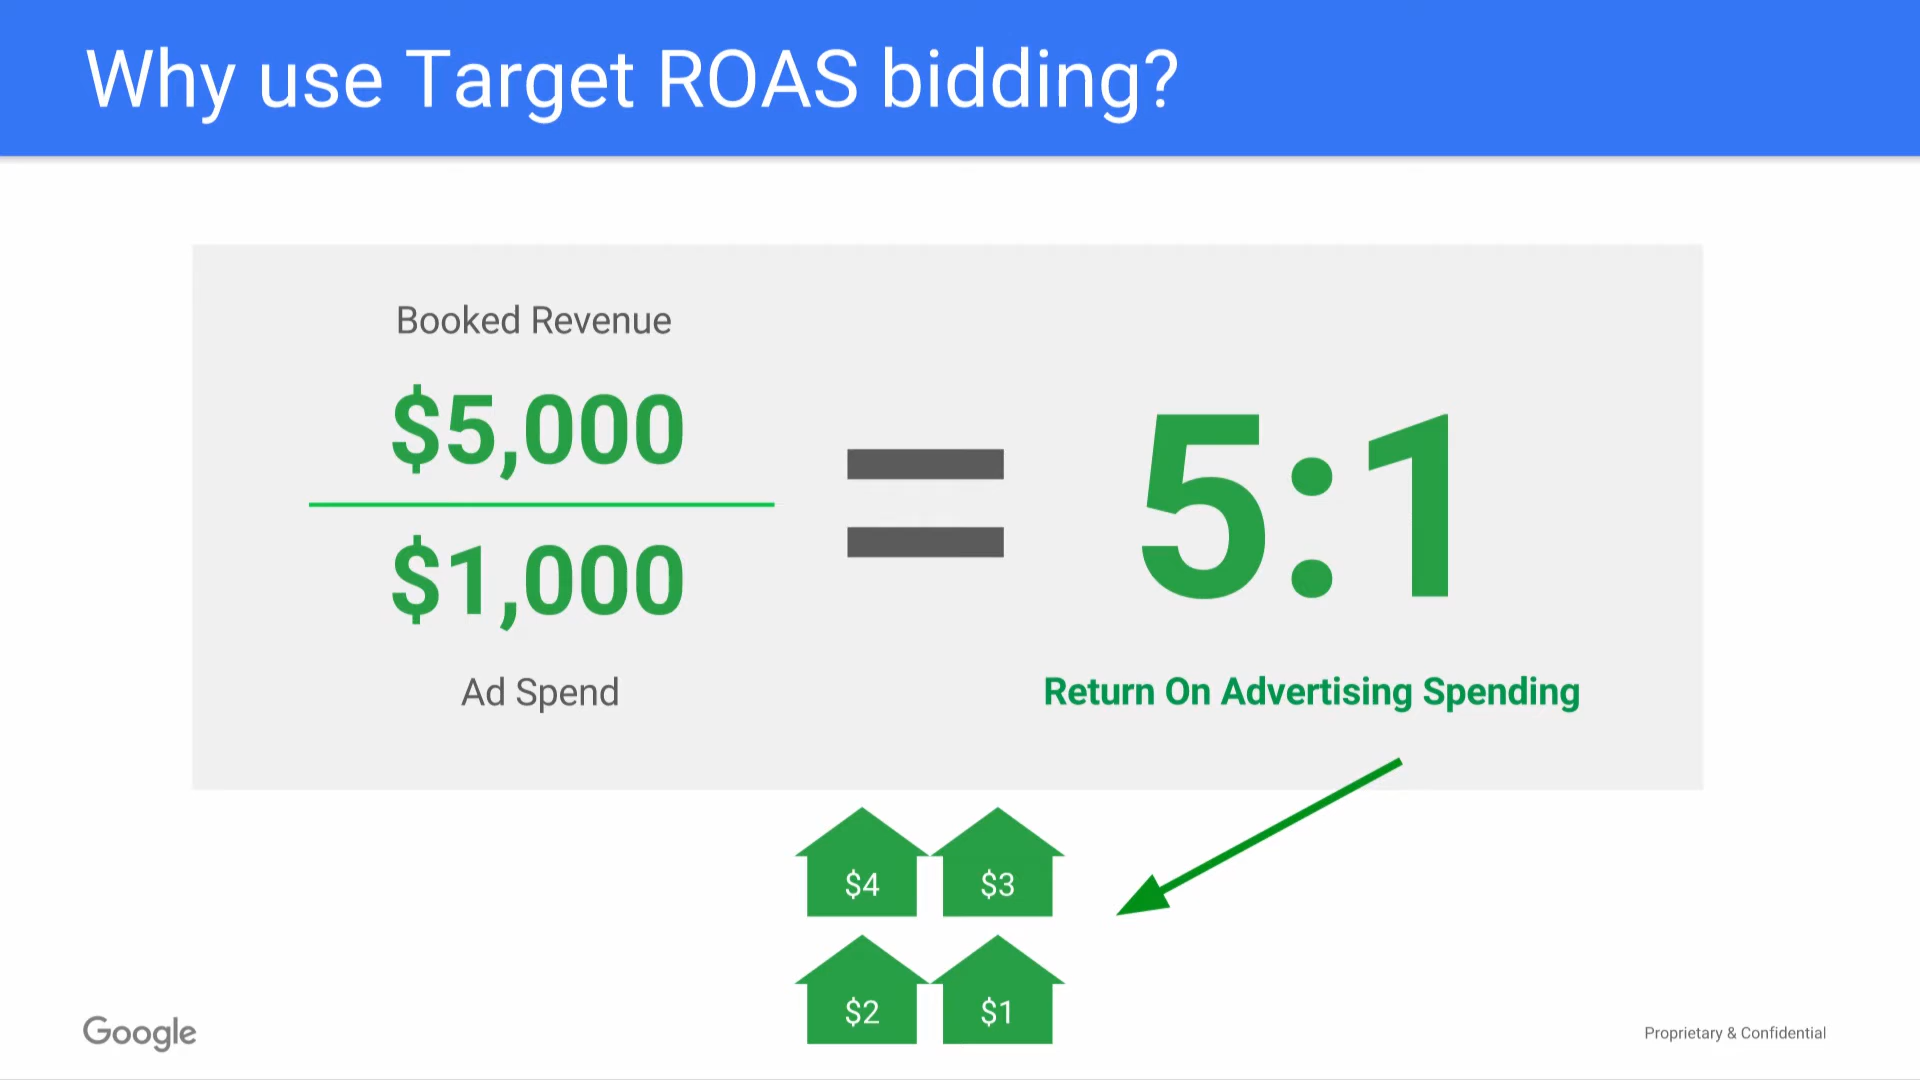 Why use Target ROAS bidding?
Booked Revenue
$5,000
$1,000
Ad Spend
=
5:1
Return On Advertising Spending
$4
$3
$2
$1
Google
Proprietary & Confidential